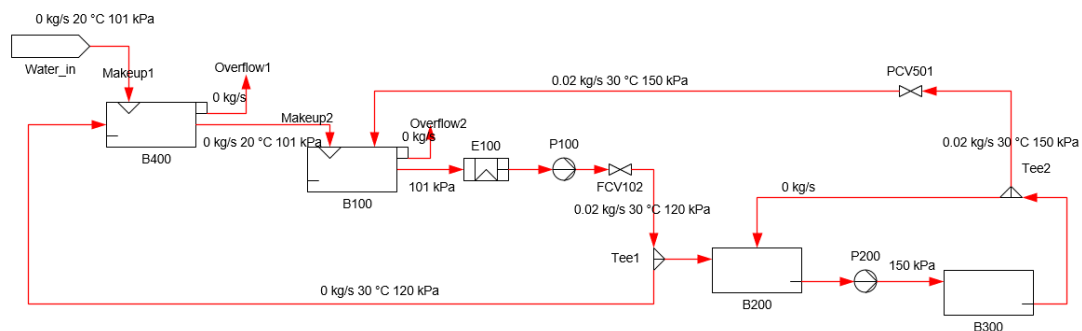 0 kg/s 20 °C 101 kPa
Water_in
Makeup1
Overflow1
0 kg/s
B400
0 kg/s 20 °C 101 kPa
Makeup2
Overflow2
0 kg/s
B100
101 kPa
E100
P100
FCV102
0.02 kg/s 30 °C 120 kPa
0.02 kg/s 30 °C 150 kPa
PCV501
0.02 kg/s 30 °C 150 kPa
Tee2
0 kg/s
Tee1
B200
P200
150 kPa
B300
0 kg/s 30 °C 120 kPa